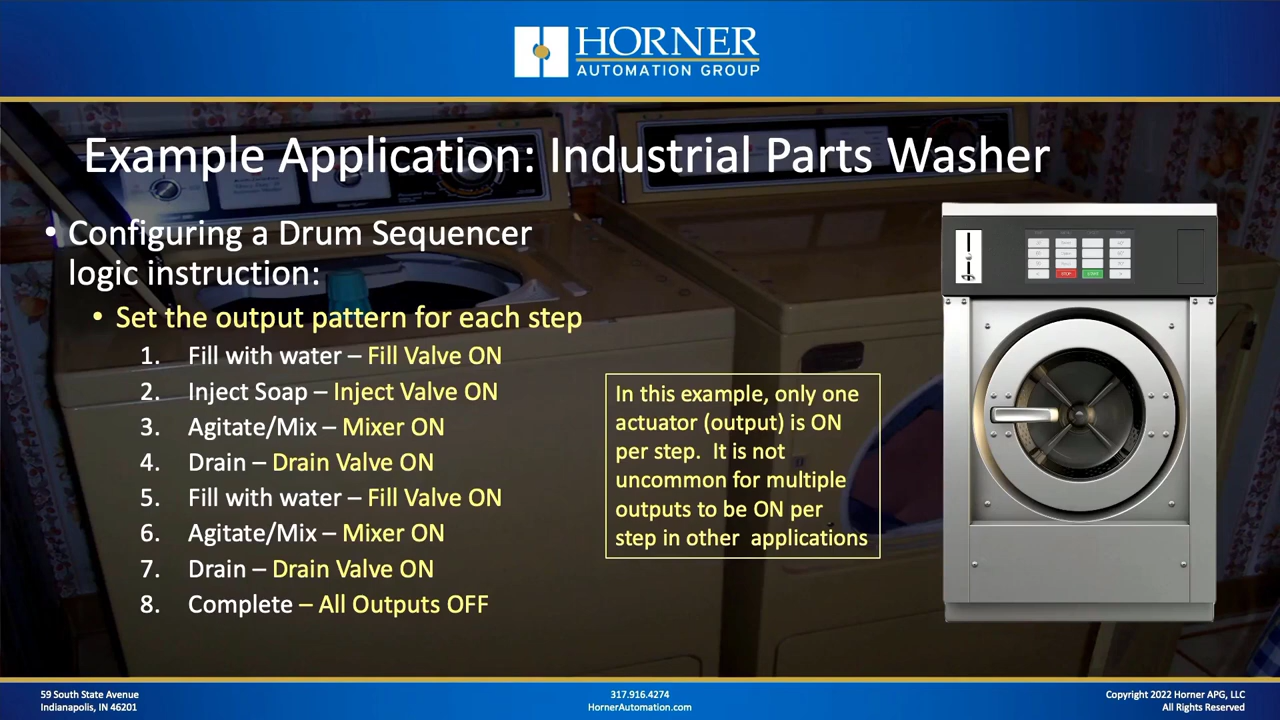 HORNER
AUTOMATION GROUP
Example Application: Industrial Parts Washer
• Configuring a Drum Sequencer
logic instruction:
• Set the output pattern for each step
1. Fill with water – Fill Valve ON
2. Inject Soap – Inject Valve ON
3. Agitate/Mix – Mixer ON
4. Drain – Drain Valve ON
5. Fill with water – Fill Valve ON
6. Agitate/Mix – Mixer ON
7. Drain – Drain Valve ON
8. Complete – All Outputs OFF
In this example, only one
actuator (output) is ON
per step. It is not
uncommon for multiple
outputs to be ON per
step in other applications
STOP
START
59 South State Avenue
Indianapolis, IN 46201
317.916.4274
HornerAutomation.com
Copyright 2022 Horner APG, LLC
All Rights Reserved